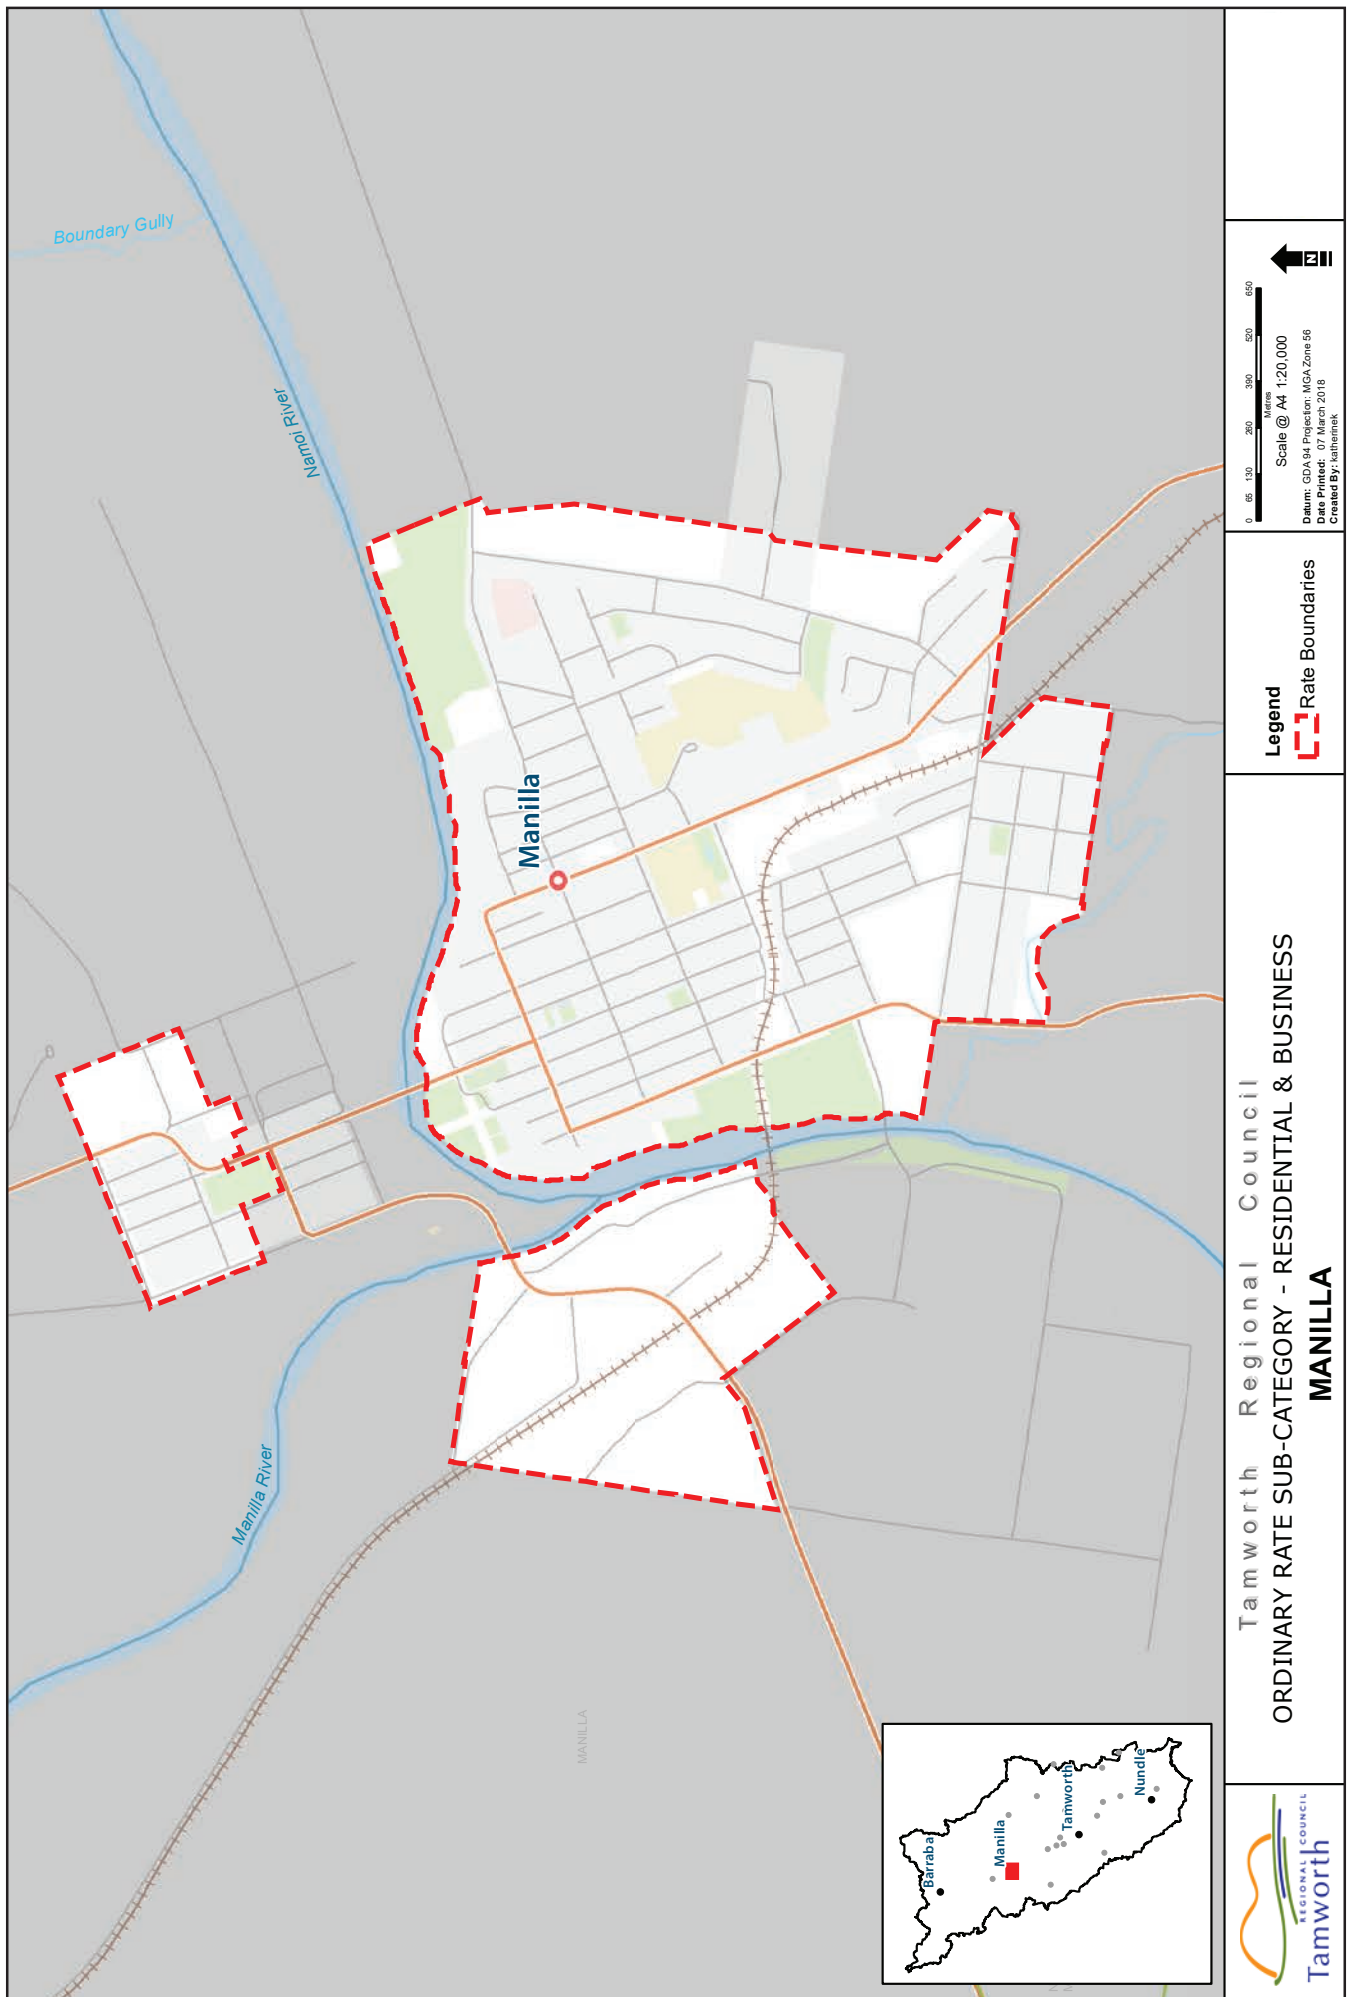 Boundary Gully
Namoi River
Manilla
Manilla River
MANILLA
Barraba
Manilla
Tamworth
Nundle
REGIONAL COUNCIL
Tamworth
Tamworth Regional Council
ORDINARY RATE SUB-CATEGORY - RESIDENTIAL & BUSINESS
MANILLA
Legend
Rate Boundaries
0 65 130 260 390 520 650
Metres
Scale @ A4 1:20,000
Datum: GDA 94 Projection: MGA Zone 56
Date Printed: 07 March 2018
Created By: katherinek
N